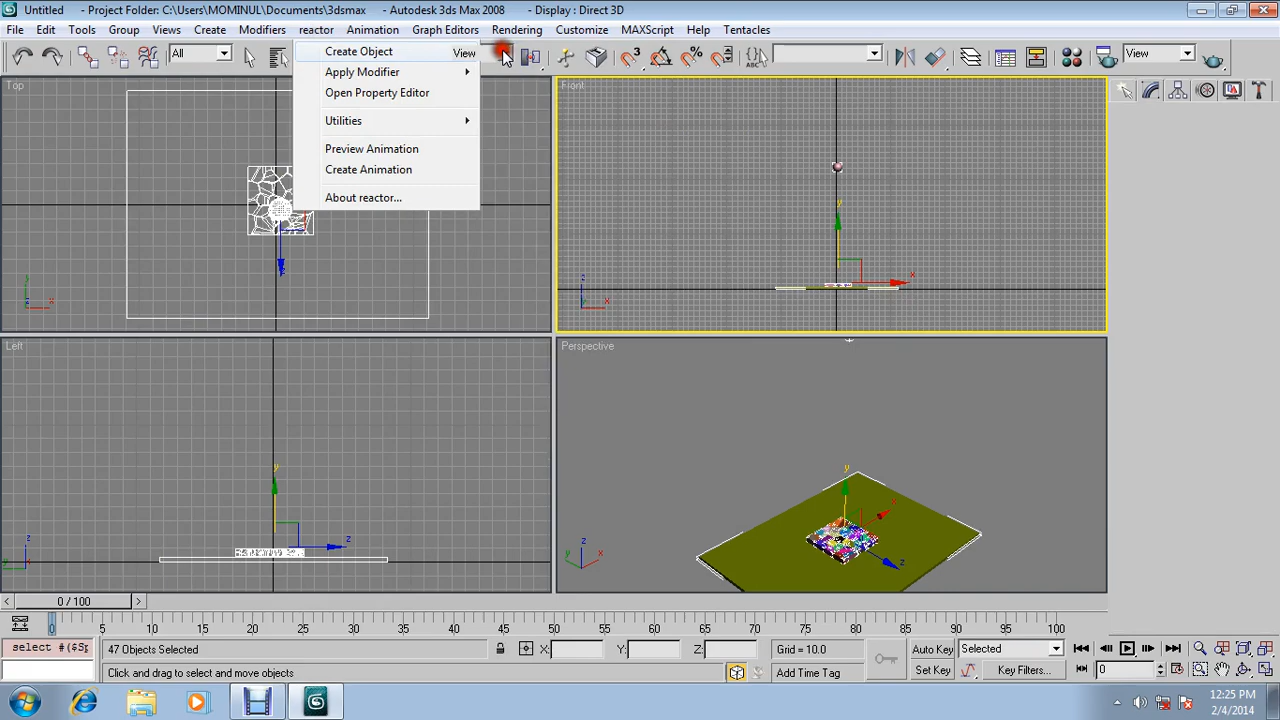 Untitled - Project Folder: C:\Users\MOMINUL\Documents\3dsmax - Autodesk 3ds Max 2008 - Display : Direct 3D
File Edit Tools Group Views Create Modifiers reactor Animation Graph Editors Rendering Customize MAXScript Help Tentacles
All View View
Create Object
Apply Modifier
Open Property Editor
Utilities
Preview Animation
Create Animation
About reactor...
Top Front
y x z
y z x
z y x
y x
Left Perspective
y z
z y x
y x z
z y x
0 / 100
0 5 10 15 20 25 30 35 40 45 50 55 60 65 70 75 80 85 90 95 100
select #($Sp 47 Objects Selected X: Y: Z: Grid = 10.0 Auto Key Selected
Click and drag to select and move objects Add Time Tag Set Key Key Filters... 0
12:25 PM
2/4/2014